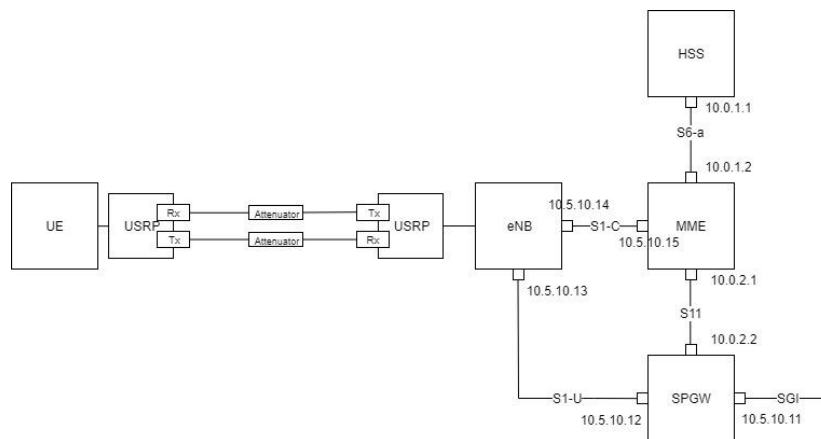 HSS
10.0.1.1
S6-a
10.0.1.2
UE
USRP
Rx
Tx
Attenuator
Attenuator
Tx
Rx
USRP
eNB
10.5.10.14
S1-C
10.5.10.15
MME
10.5.10.13
10.0.2.1
S11
10.0.2.2
S1-U
10.5.10.12
SPGW
SGI
10.5.10.11